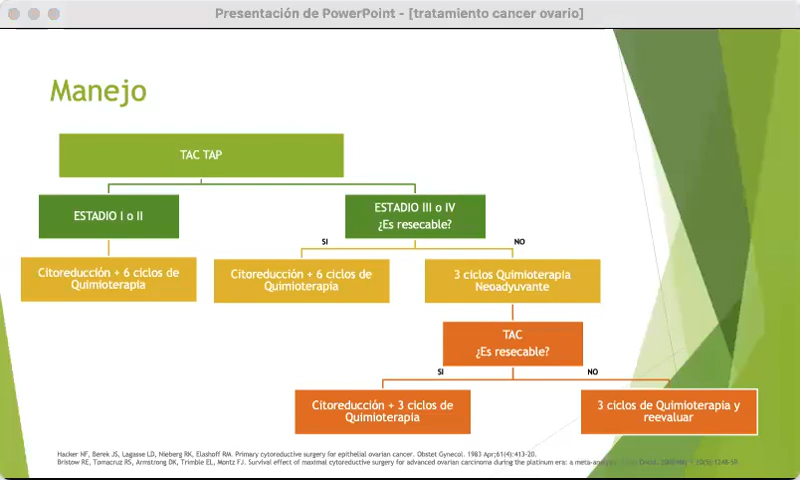 Presentación de PowerPoint - [tratamiento cancer ovario]
Manejo
TAC TAP
ESTADIO I o II
ESTADIO III o IV
¿Es resecable?
SI
NO
Citoreducción + 6 ciclos de
Quimioterapia
Citoreducción + 6 ciclos de
Quimioterapia
3 ciclos Quimioterapia
Neoadyuvante
TAC
¿Es resecable?
SI
NO
Citoreducción + 3 ciclos de
Quimioterapia
3 ciclos de Quimioterapia y
reevaluar
Hacker NF, Berek JS, Lagasse LD, Nieberg RK, Elashoff RM. Primary cytoreductive surgery for epithelial ovarian cancer. Obstet Gynecol. 1983 Apr;61(4):413-20.
Bristow RE, Tomacruz RS, Armstrong DK, Trimble EL, Montz FJ. Survival effect of maximal cytoreductive surgery for advanced ovarian carcinoma during the platinum era: a meta-analysis.